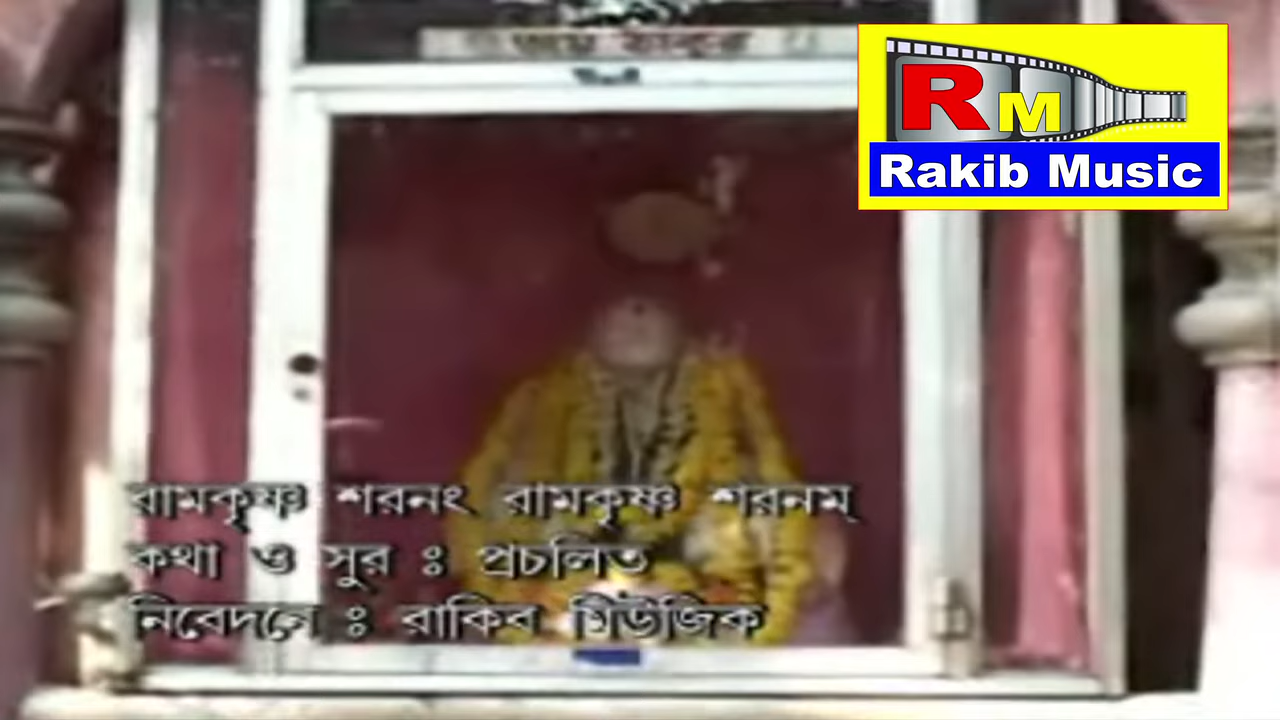 RM
Rakib Music
রামকৃষ্ণ শরনং রামকৃষ্ণ শরনম্
কথা ও সুর ঃ প্রচলিত
নিবেদনে ঃ রাকিব মিউজিক